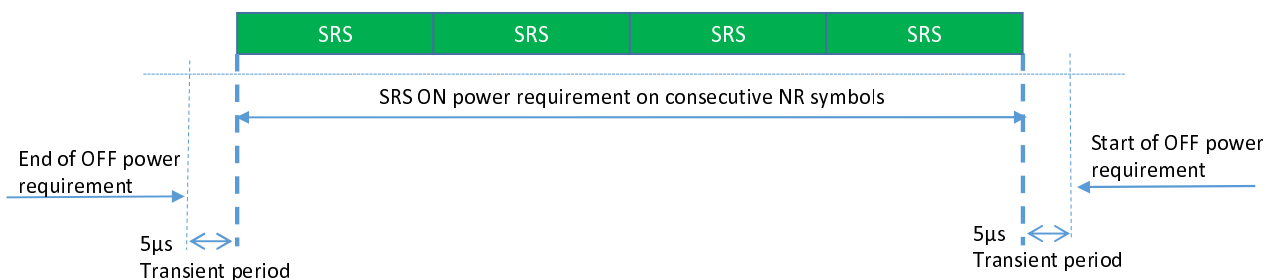 SRS SRS SRS SRS
SRS ON power requirement on consecutive NR symbols
End of OFF power
requirement
Start of OFF power
requirement
5µs
Transient period
5µs
Transient period